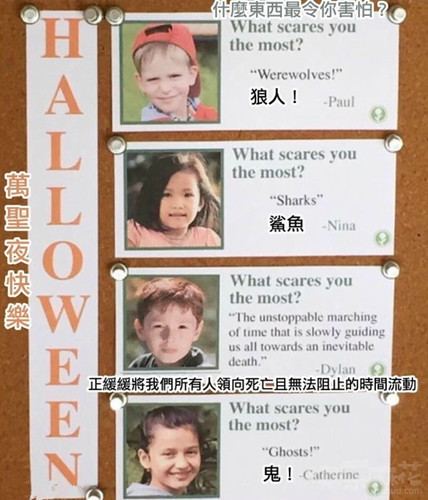 什麼東西最令你害怕？
HALLOWEEN
萬聖夜快樂
What scares you
the most?
“Werewolves!”
狼人！
-Paul
What scares you
the most?
“Sharks”
鯊魚
-Nina
What scares you
the most?
“The unstoppable marching
of time that is slowly guiding
us all towards an inevitable
death.”
-Dylan
正緩緩將我們所有人領向死亡且無法阻止的時間流動
What scares you
the most?
“Ghosts!”
鬼！
-Catherine